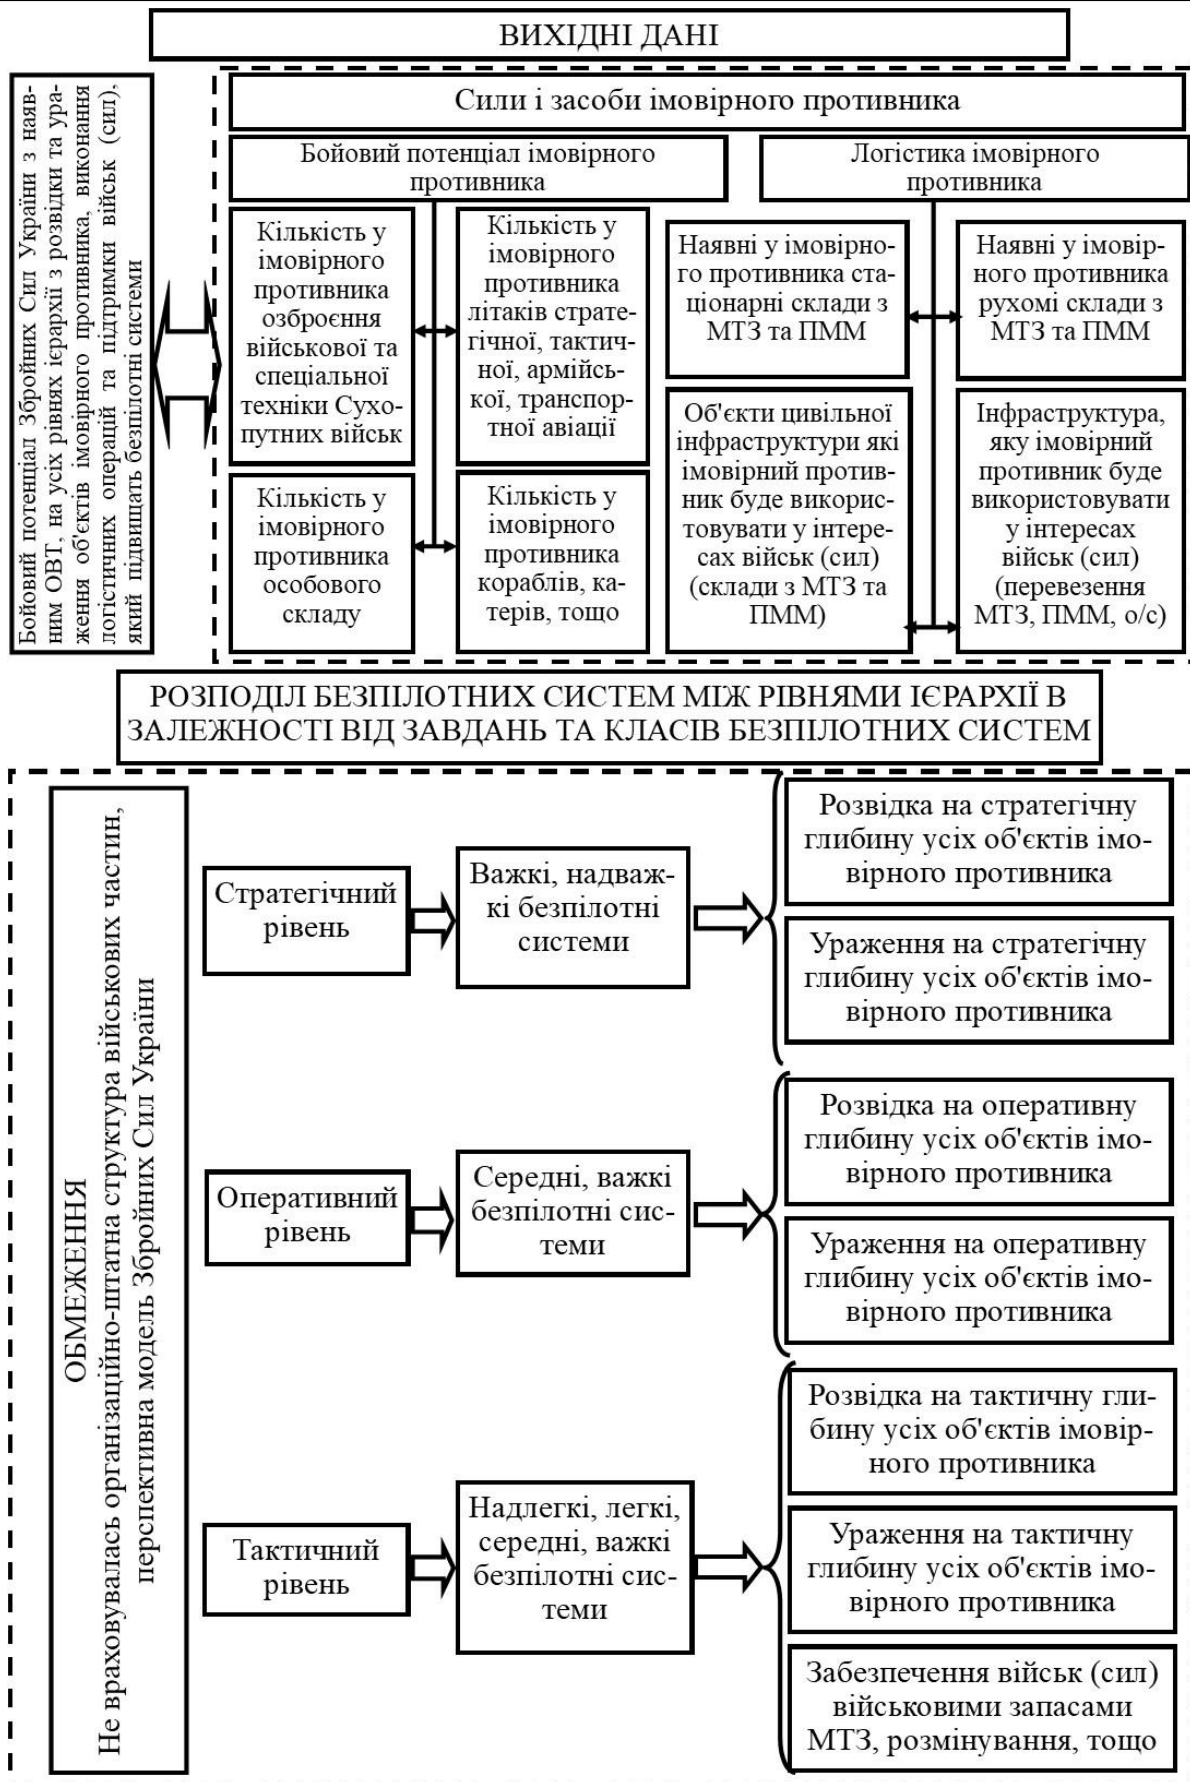 ВИХІДНІ ДАНІ
Бойовий потенціал Збройних Сил України з наяв-
ним ОВТ, на усіх рівнях ієрархії з розвідки та ура-
ження об'єктів імовірного противника, виконання
логістичних операцій та підтримки військ (сил),
який підвищать безпілотні системи
Сили і засоби імовірного противника
Бойовий потенціал імовірного
противника
Логістика імовірного
противника
Кількість у
імовірного
противника
озброєння
військової та
спеціальної
техніки Сухо-
путних військ
Кількість у
імовірного
противника
літаків страте-
гічної, тактич-
ної, армійсь-
кої, транспор-
тної авіації
Наявні у імовірно-
го противника ста-
ціонарні склади з
МТЗ та ПММ
Наявні у імовір-
ного противника
рухомі склади з
МТЗ та ПММ
Кількість у
імовірного
противника
особового
складу
Кількість у
імовірного
противника
кораблів, ка-
терів, тощо
Об'єкти цивільної
інфраструктури які
імовірний против-
ник буде викорис-
товувати у інтере-
сах військ (сил)
(склади з МТЗ та
ПММ)
Інфраструктура,
яку імовірний
противник буде
використовувати
у інтересах
військ (сил)
(перевезення
МТЗ, ПММ, о/с)
РОЗПОДІЛ БЕЗПІЛОТНИХ СИСТЕМ МІЖ РІВНЯМИ ІЄРАРХІЇ В
ЗАЛЕЖНОСТІ ВІД ЗАВДАНЬ ТА КЛАСІВ БЕЗПІЛОТНИХ СИСТЕМ
ОБМЕЖЕННЯ
Не враховувалась організаційно-штатна структура військових частин,
перспективна модель Збройних Сил України
Стратегічний
рівень
Важкі, надваж-
кі безпілотні
системи
Розвідка на стратегічну
глибину усіх об'єктів імо-
вірного противника
Ураження на стратегічну
глибину усіх об'єктів імо-
вірного противника
Оперативний
рівень
Середні, важкі
безпілотні сис-
теми
Розвідка на оперативну
глибину усіх об'єктів імо-
вірного противника
Ураження на оперативну
глибину усіх об'єктів імо-
вірного противника
Тактичний
рівень
Надлегкі, легкі,
середні, важкі
безпілотні сис-
теми
Розвідка на тактичну гли-
бину усіх об'єктів імовір-
ного противника
Ураження на тактичну
глибину усіх об'єктів імо-
вірного противника
Забезпечення військ (сил)
військовими запасами
МТЗ, розмінування, тощо